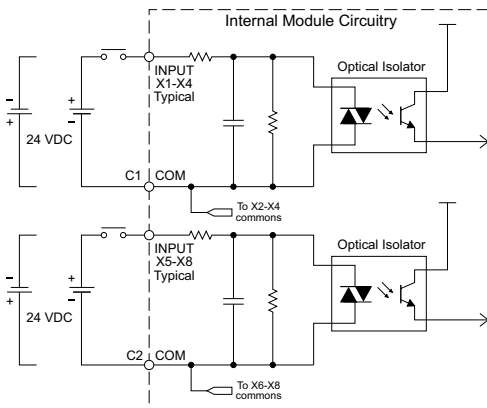 Internal Module Circuitry
INPUT
X1-X4
Typical
Optical Isolator
–
+
+
–
24 VDC
C1
COM
To X2-X4
commons
INPUT
X5-X8
Typical
Optical Isolator
–
+
+
–
24 VDC
C2
COM
To X6-X8
commons